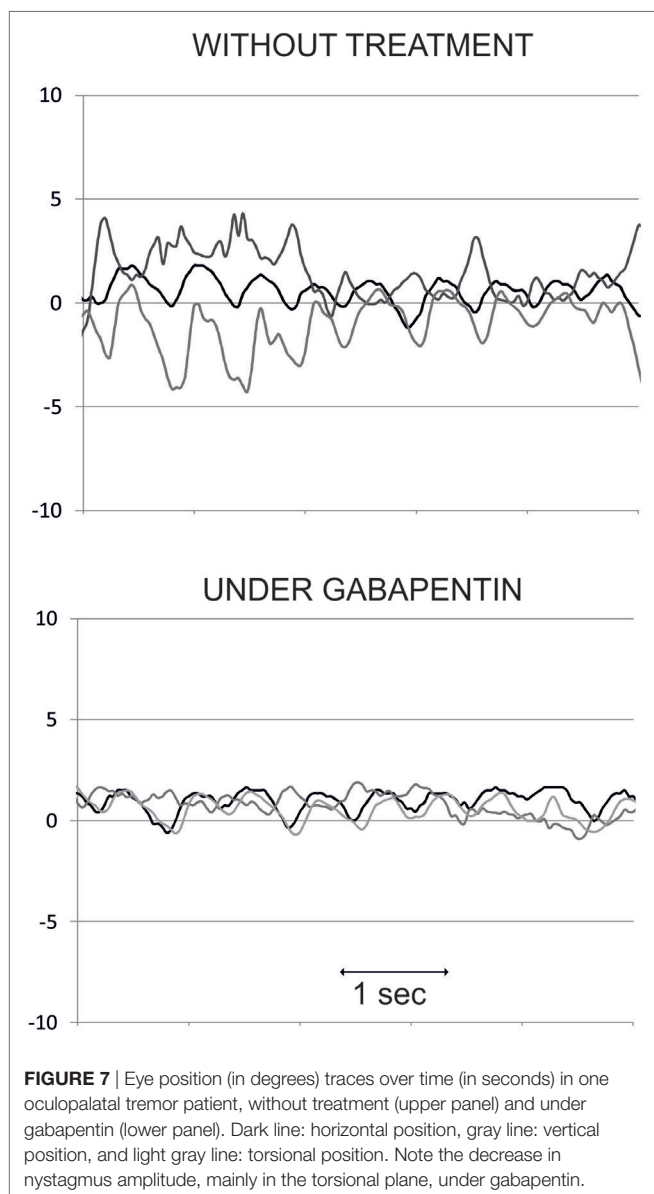 WITHOUT TREATMENT
10
5
0
-5
-10
UNDER GABAPENTIN
10
5
0
-5
-10
1 sec
FIGURE 7 | Eye position (in degrees) traces over time (in seconds) in one
oculopalatal tremor patient, without treatment (upper panel) and under
gabapentin (lower panel). Dark line: horizontal position, gray line: vertical
position, and light gray line: torsional position. Note the decrease in
nystagmus amplitude, mainly in the torsional plane, under gabapentin.